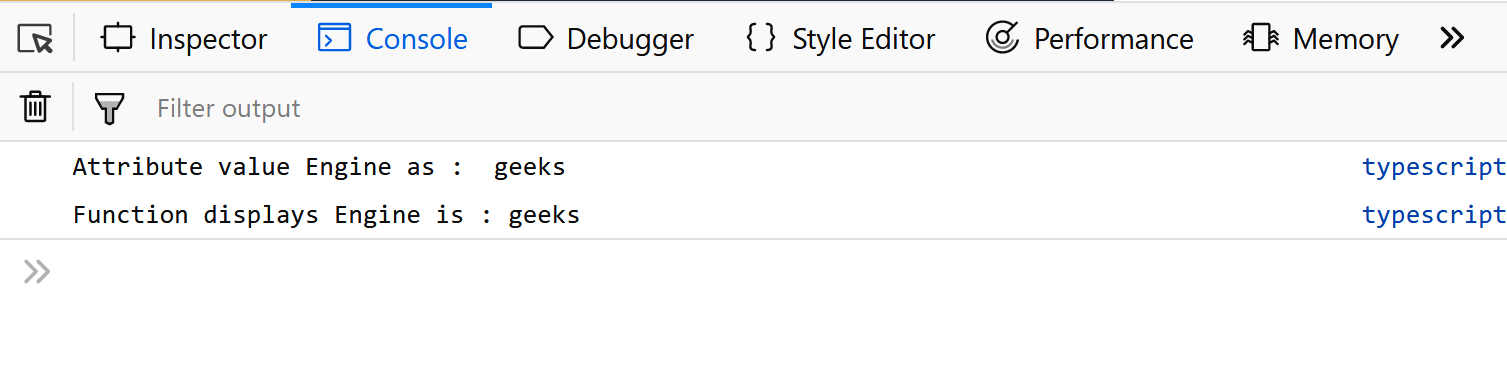 Inspector Console Debugger { } Style Editor Performance Memory
Filter output
Attribute value Engine as :  geeks typescript
Function displays Engine is : geeks typescript